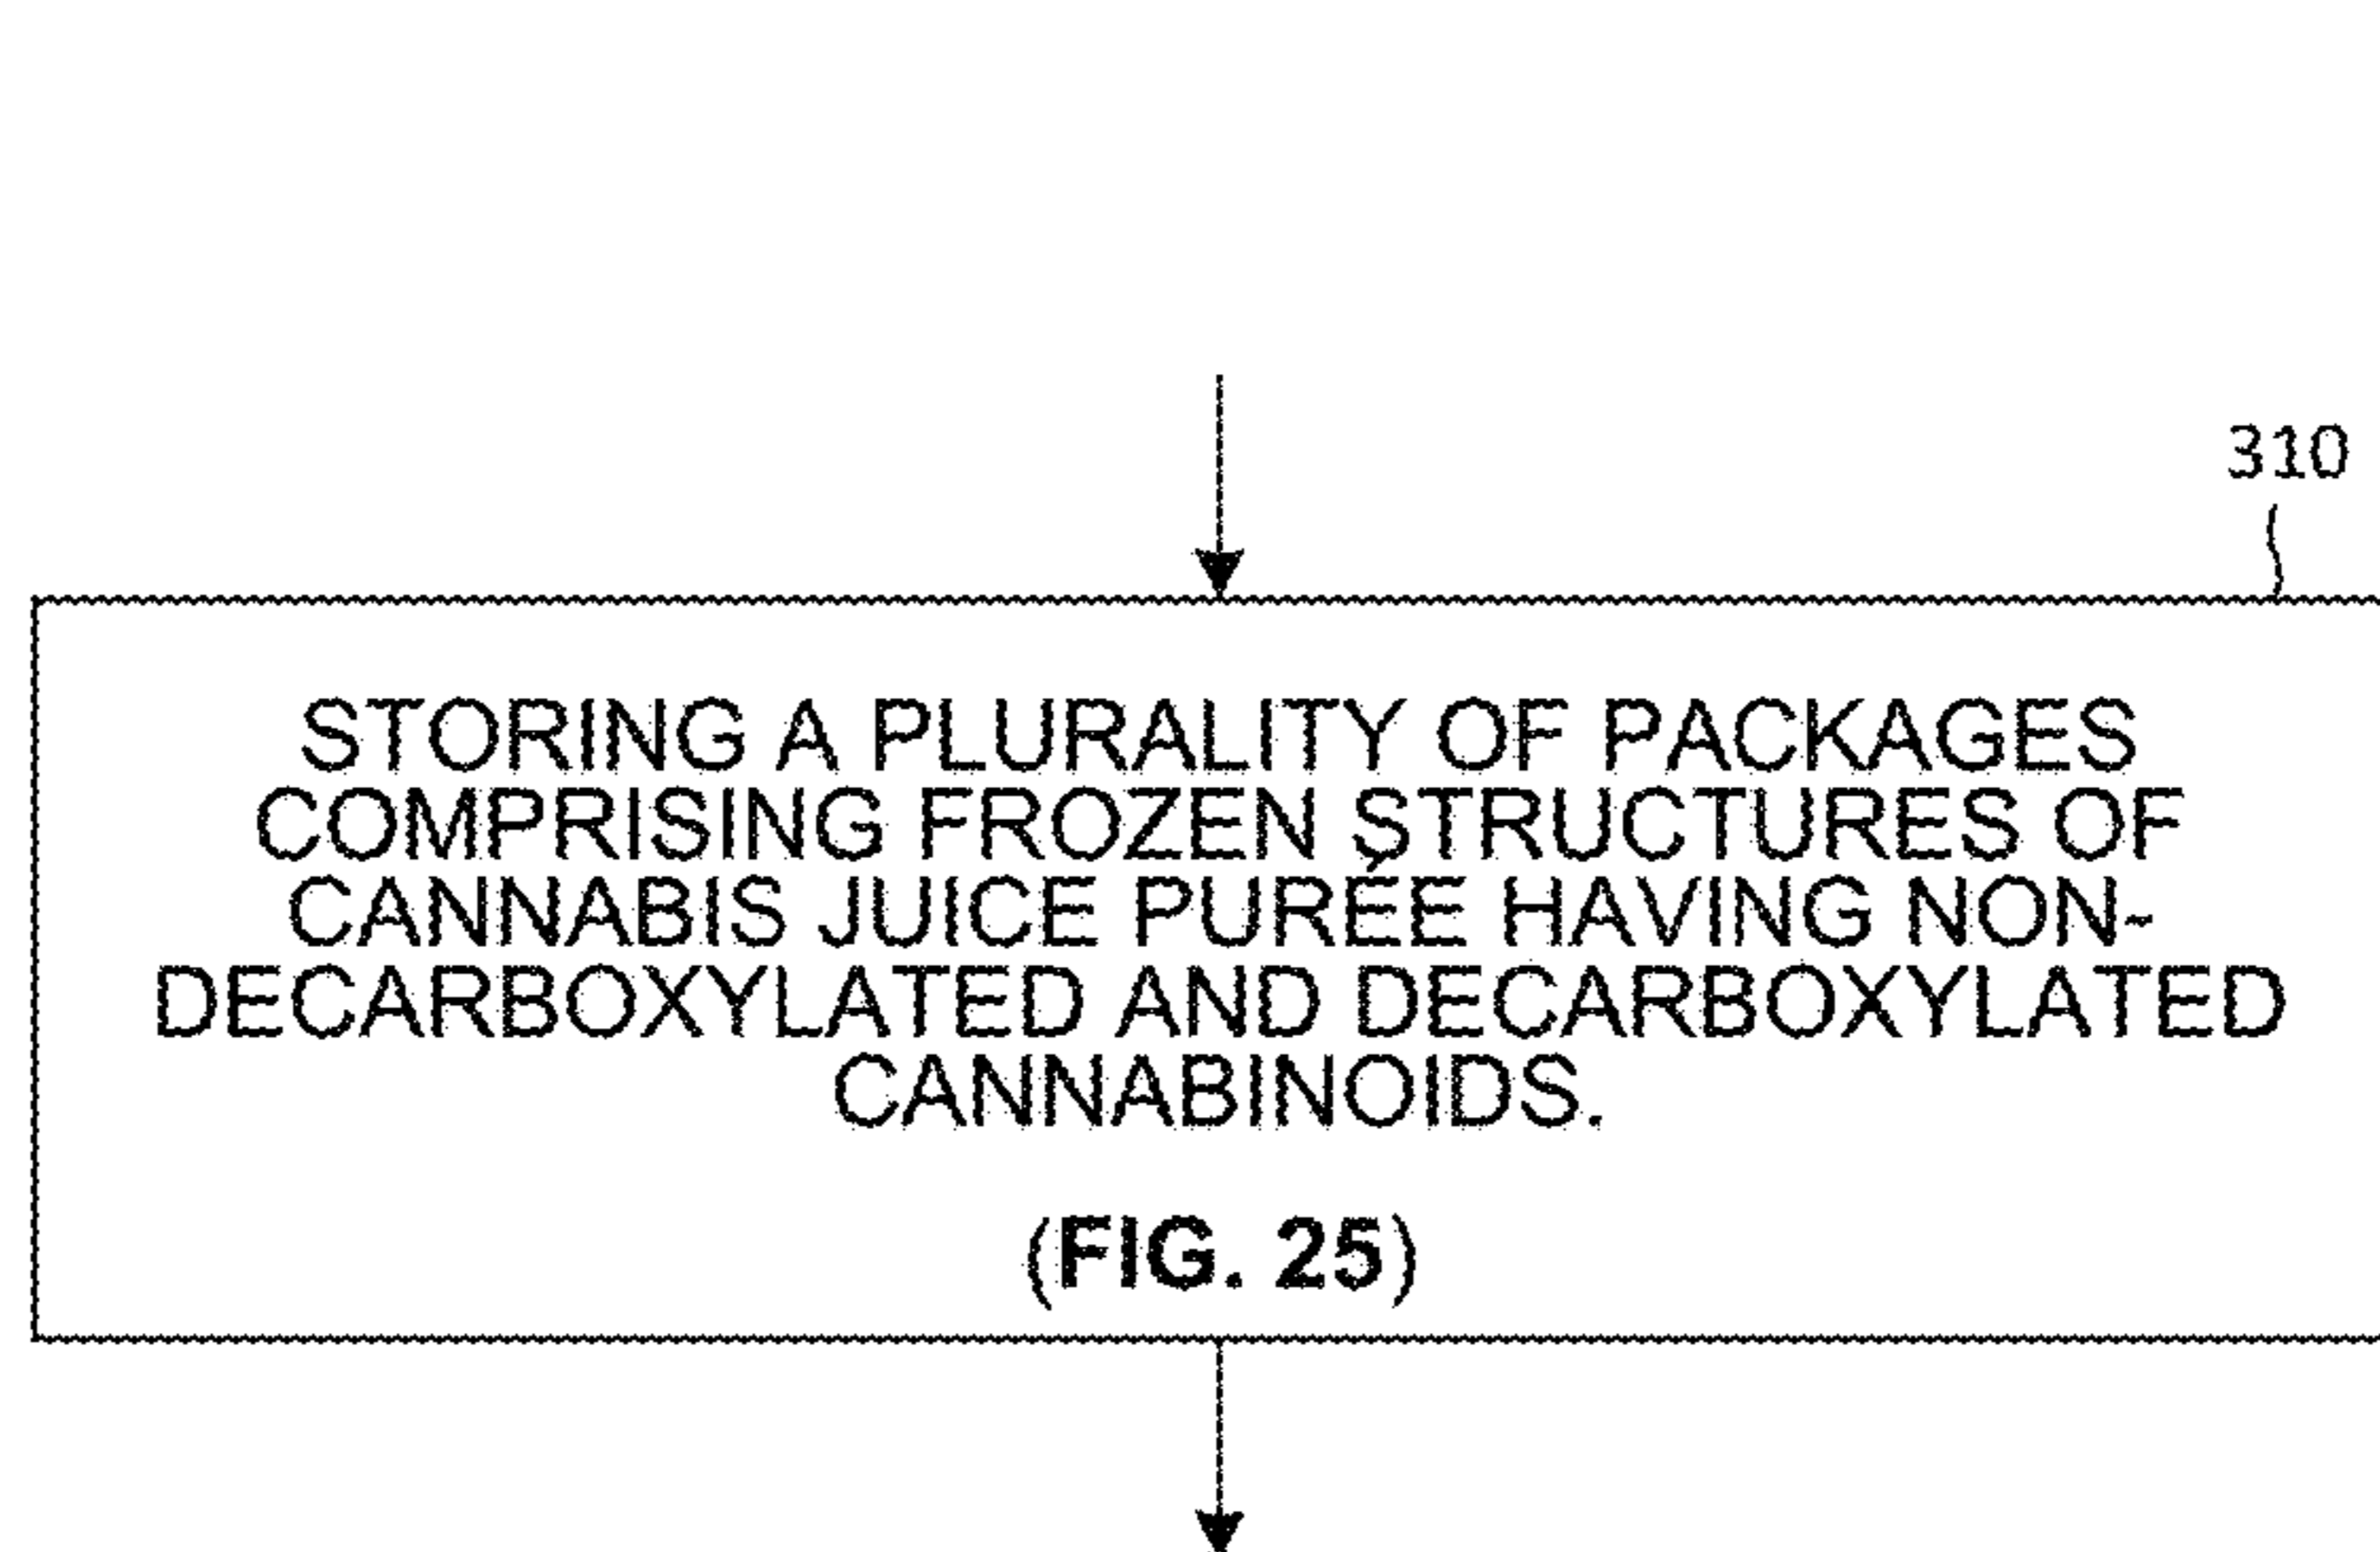 310
STORING A PLURALITY OF PACKAGES
COMPRISING FROZEN STRUCTURES OF
CANNABIS JUICE PURÉE HAVING NON-
DECARBOXYLATED AND DECARBOXYLATED
CANNABINOIDS.
(FIG. 25)